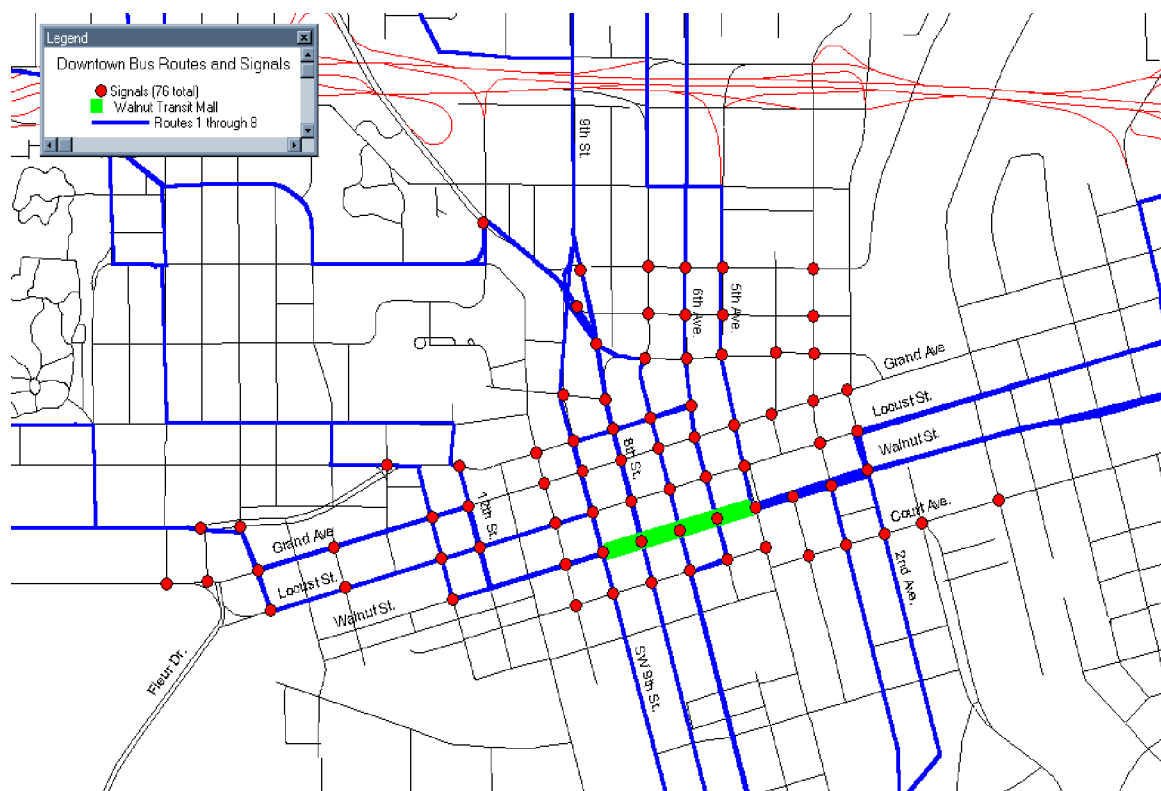 Legend
Downtown Bus Routes and Signals
Signals (76 total)
Walnut Transit Mall
Routes 1 through 8
9th St.
6th Ave.
5th Ave.
Grand Ave
Locust St.
Walnut St.
8th St.
12th St.
Court Ave.
Grand Ave
Locust St.
Walnut St.
2nd Ave.
Fleur Dr.
SW 9th St.